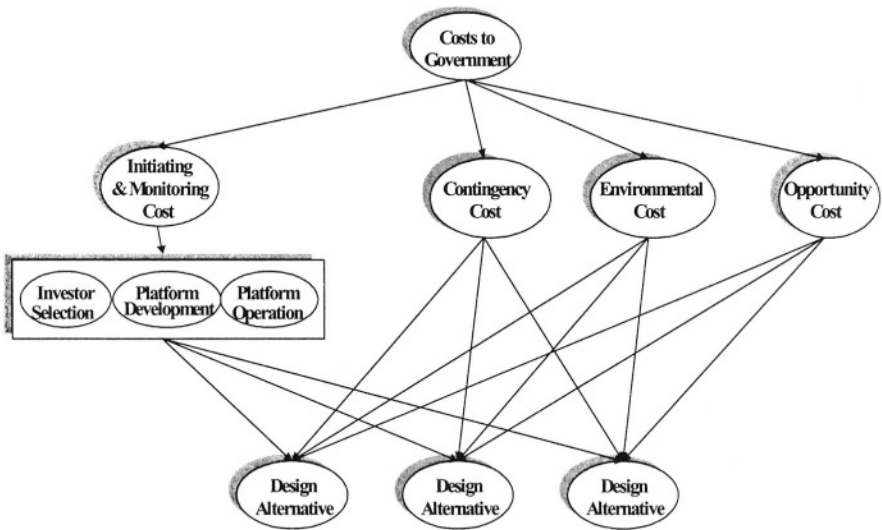 Costs to
Government
Initiating
& Monitoring
Cost
Contingency
Cost
Environmental
Cost
Opportunity
Cost
Investor
Selection
Platform
Development
Platform
Operation
Design
Alternative
Design
Alternative
Design
Alternative